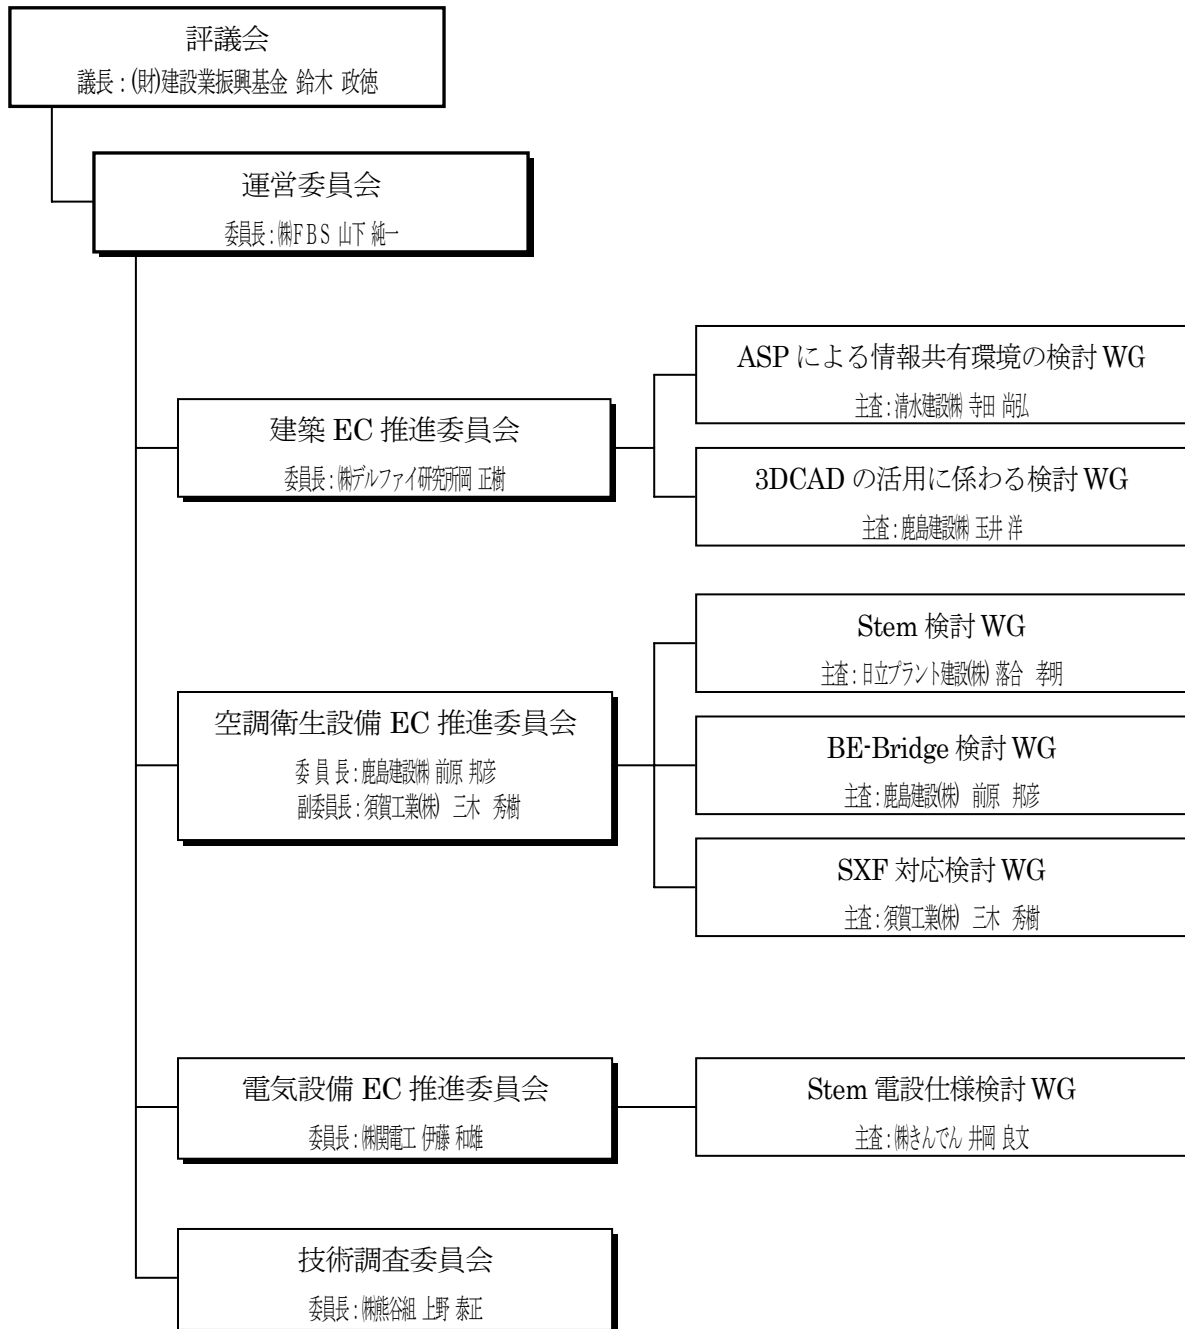 評議会
議長：(財)建設業振興基金 鈴木 政徳
運営委員会
委員長：㈱ＦＢＳ 山下 純一
ASP による情報共有環境の検討 WG
主査：清水建設㈱ 寺田 尚弘
建築 EC 推進委員会
委員長：㈱デルファイ研究所岡 正樹
3DCAD の活用に係わる検討 WG
主査：鹿島建設㈱ 玉井 洋
Stem 検討 WG
主査：日立プラント建設(株) 落合　孝明
空調衛生設備 EC 推進委員会
委 員 長：鹿島建設㈱ 前原 邦彦
副委員長：須賀工業(株)　三木　秀樹
BE-Bridge 検討 WG
主査：鹿島建設(株)　前原　邦彦
SXF 対応検討 WG
主査：須賀工業(株)　三木　秀樹
電気設備 EC 推進委員会
委員長：㈱関電工 伊藤 和雄
Stem 電設仕様検討 WG
主査：㈱きんでん 井岡 良文
技術調査委員会
委員長：㈱熊谷組 上野 泰正